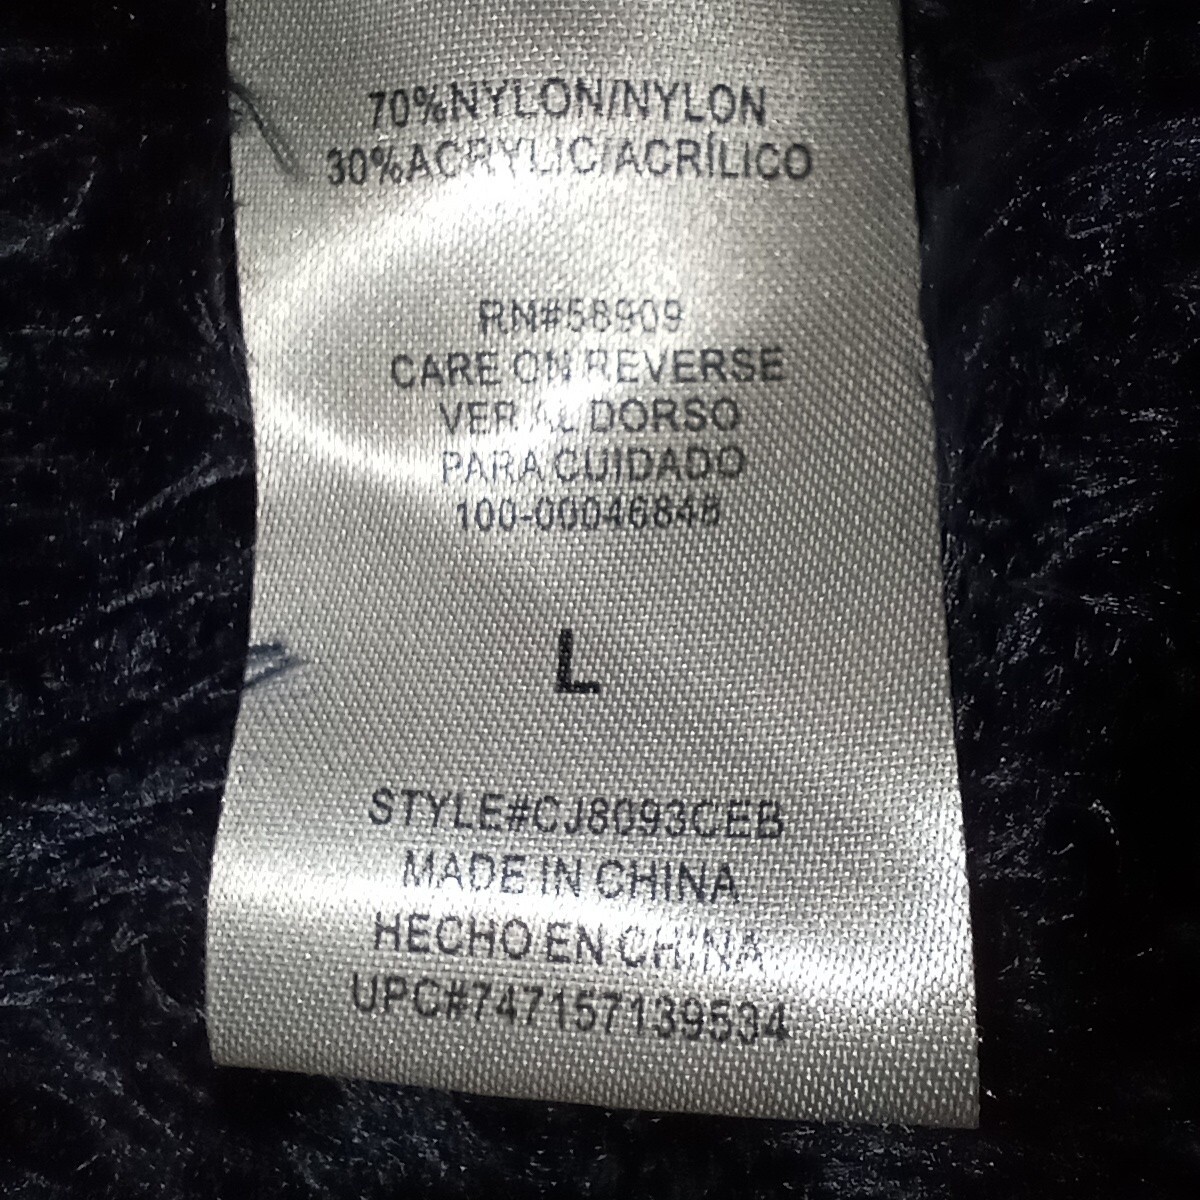 70%NYLON/NYLON
30%ACRYLIC/ACRÍLICO
RN#58909
CARE ON REVERSE
VER AL DORSO
PARA CUIDADO
100-00046848
L
STYLE#CJ8093CEB
MADE IN CHINA
HECHO EN CHINA
UPC#747157139534